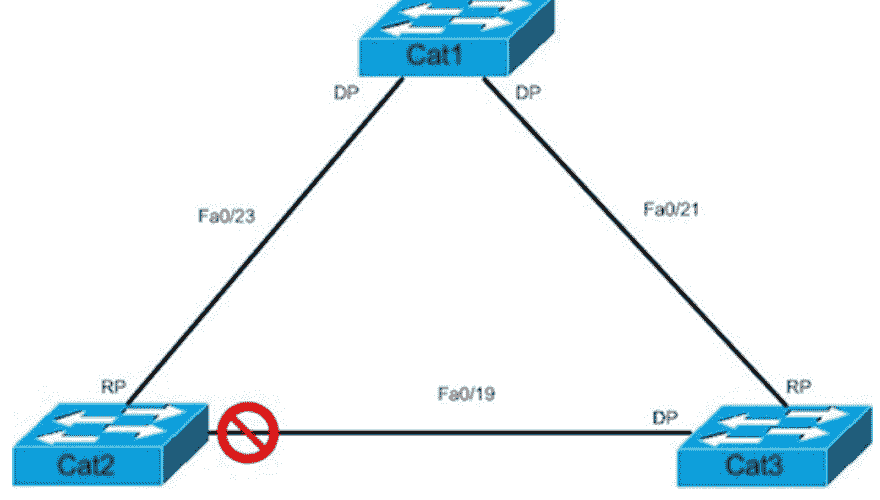 Cat1
DP
DP
Fa0/23
Fa0/21
RP
Fa0/19
RP
DP
Cat2
Cat3